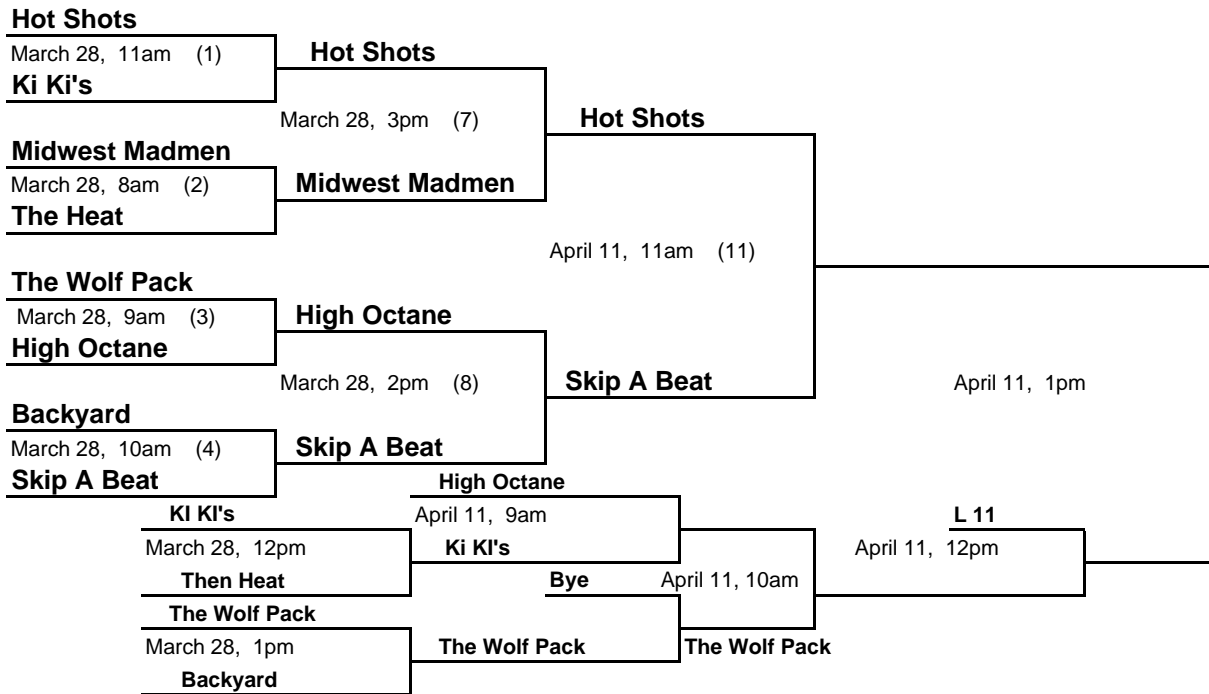 Hot Shots
March 28, 11am (1)
Hot Shots
Ki Ki's
March 28, 3pm (7)
Hot Shots
Midwest Madmen
March 28, 8am (2)
Midwest Madmen
The Heat
April 11, 11am (11)
The Wolf Pack
March 28, 9am (3)
High Octane
High Octane
March 28, 2pm (8)
Skip A Beat
April 11, 1pm
Backyard
March 28, 10am (4)
Skip A Beat
Skip A Beat
High Octane
KI KI's
April 11, 9am
L 11
March 28, 12pm
Ki KI's
April 11, 12pm
Then Heat
Bye
April 11, 10am
The Wolf Pack
March 28, 1pm
The Wolf Pack
The Wolf Pack
Backyard